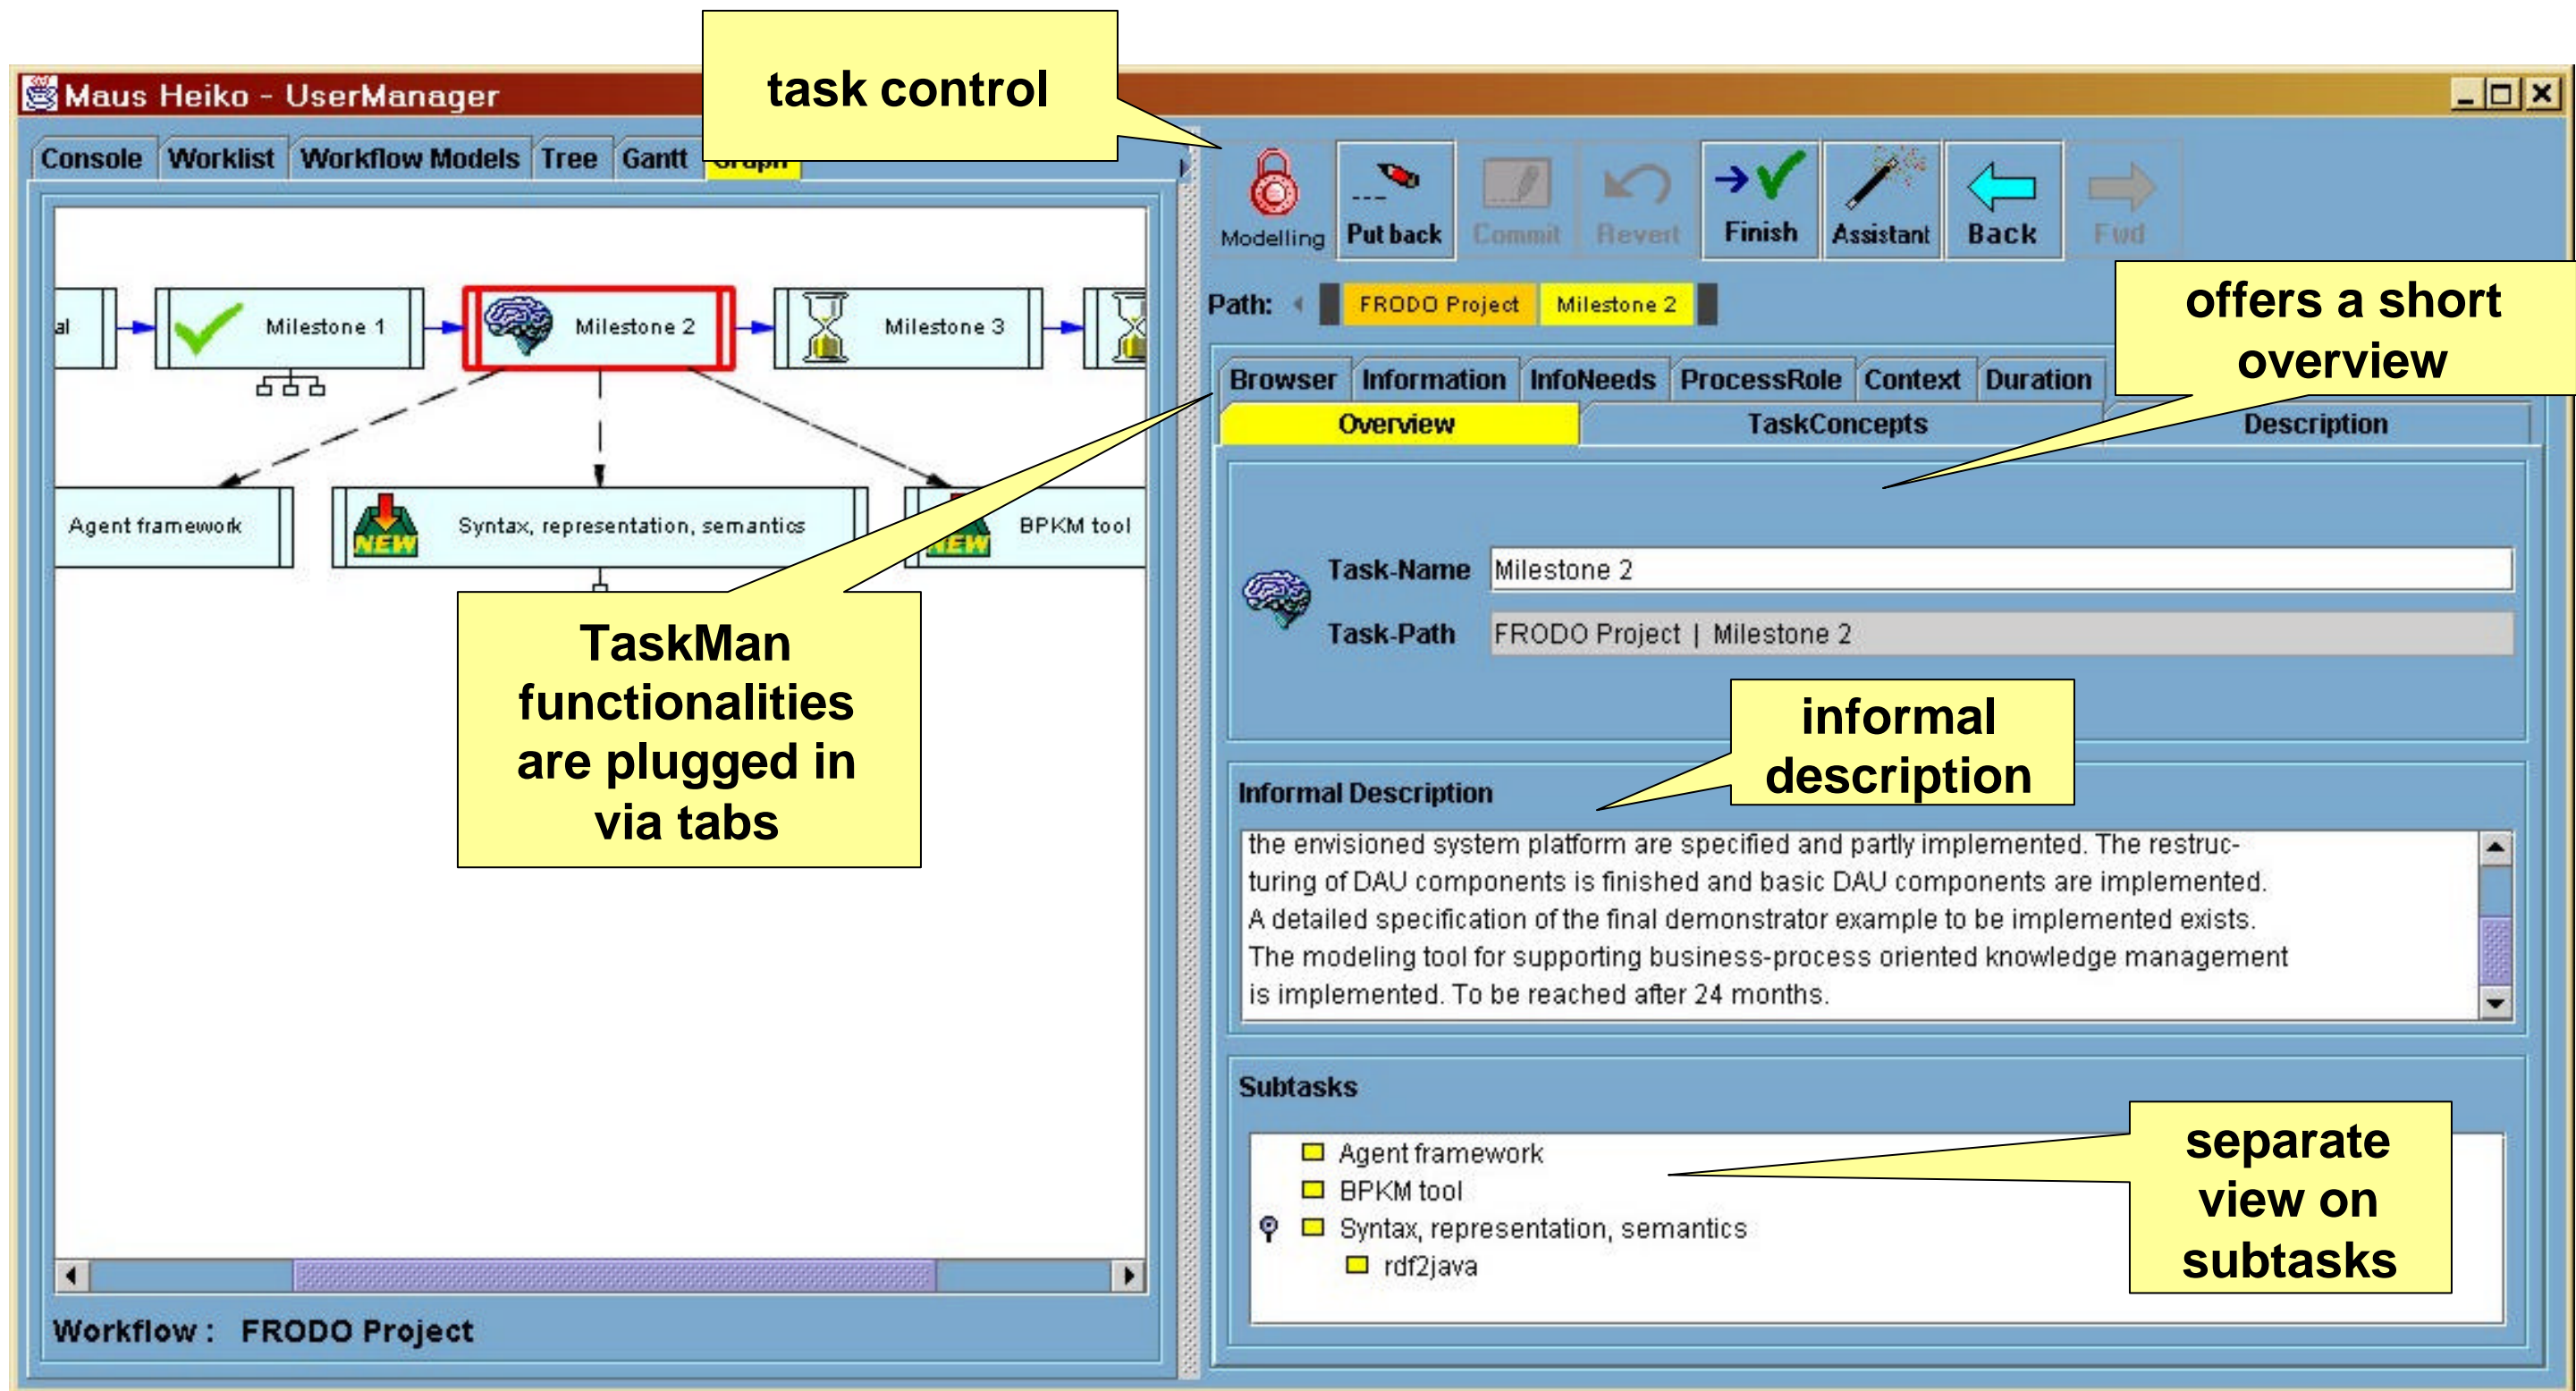 task control
Maus Heiko - UserManager
Console Worklist Workflow Models Tree Gantt Graph
al
Milestone 1
Milestone 2
Milestone 3
Agent framework
Syntax, representation, semantics
BPKM tool
NEW
NEW
TaskMan
functionalities
are plugged in
via tabs
Workflow : FRODO Project
Modelling Put back Commit Revert Finish Assistant Back Fwd
Path: FRODO Project Milestone 2
offers a short
overview
Browser Information InfoNeeds ProcessRole Context Duration
Overview TaskConcepts Description
Task-Name Milestone 2
Task-Path FRODO Project | Milestone 2
informal
description
Informal Description
the envisioned system platform are specified and partly implemented. The restruc-
turing of DAU components is finished and basic DAU components are implemented.
A detailed specification of the final demonstrator example to be implemented exists.
The modeling tool for supporting business-process oriented knowledge management
is implemented. To be reached after 24 months.
Subtasks
Agent framework
BPKM tool
Syntax, representation, semantics
rdf2java
separate
view on
subtasks